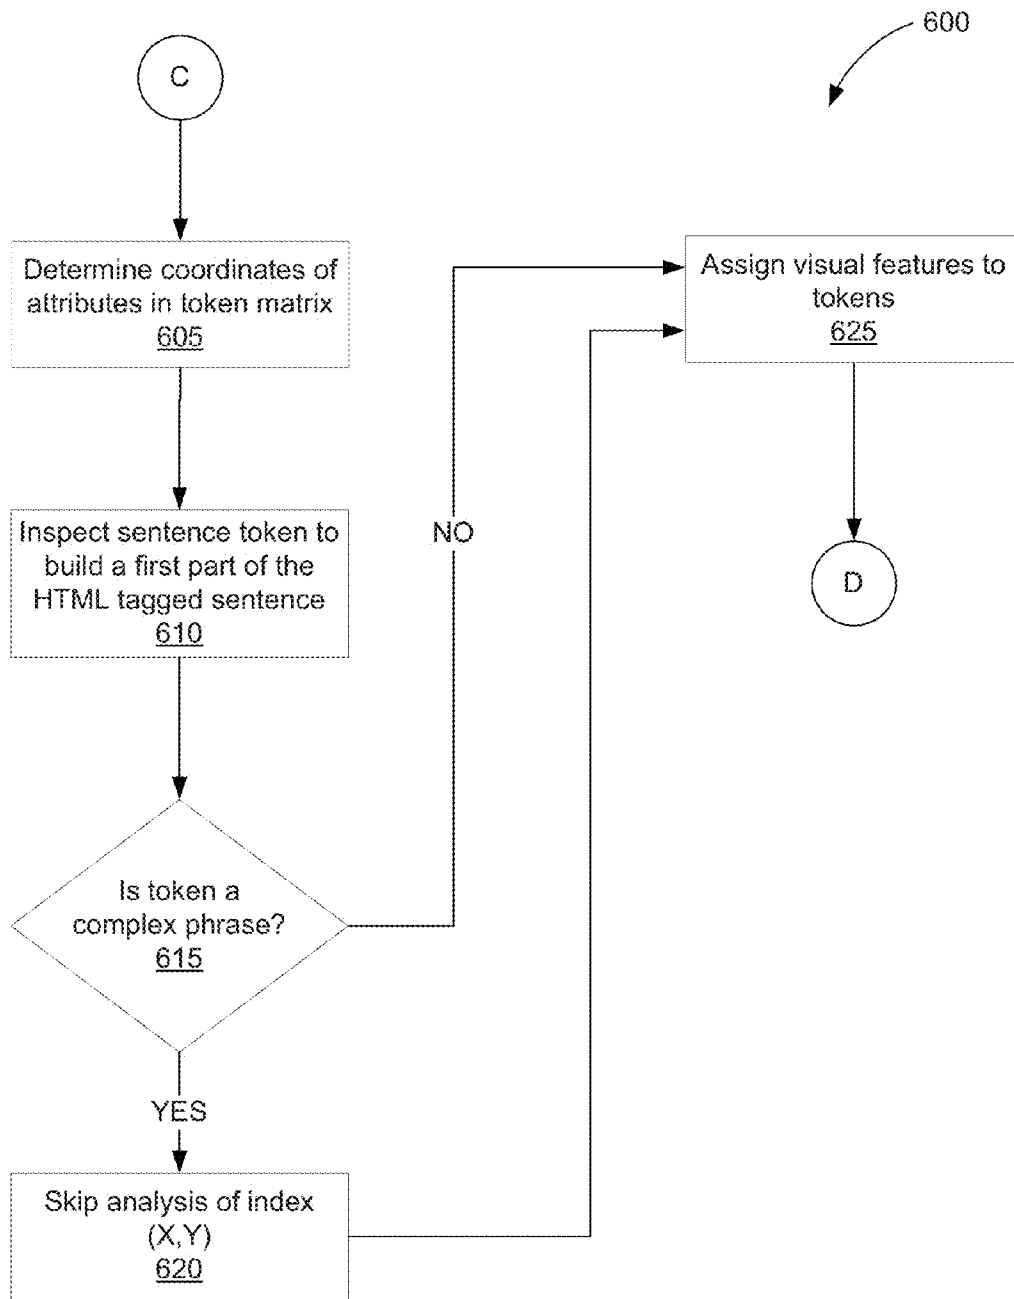 600
C
Determine coordinates of
attributes in token matrix
605
Inspect sentence token to
build a first part of the
HTML tagged sentence
610
Is token a
complex phrase?
615
YES
Skip analysis of index
(X,Y)
620
NO
Assign visual features to
tokens
625
D